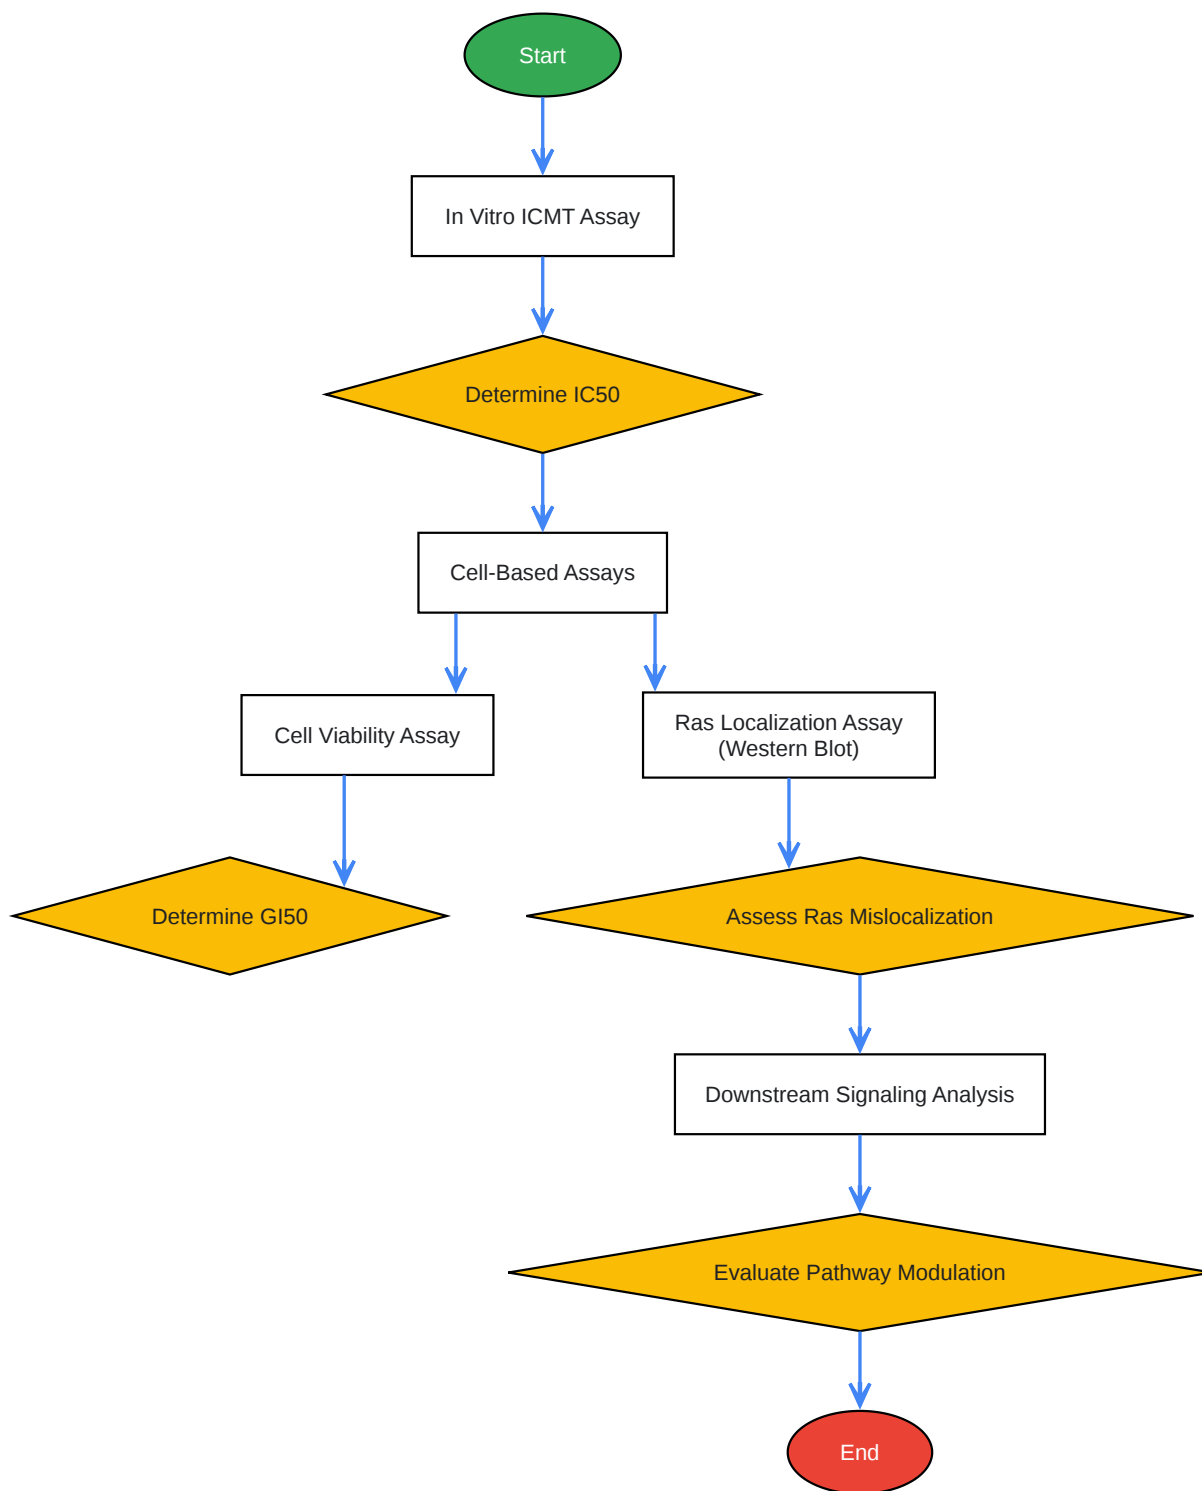 Start
In Vitro ICMT Assay
Determine IC50
Cell-Based Assays
Cell Viability Assay
Ras Localization Assay
(Western Blot)
Determine GI50
Assess Ras Mislocalization
Downstream Signaling Analysis
Evaluate Pathway Modulation
End